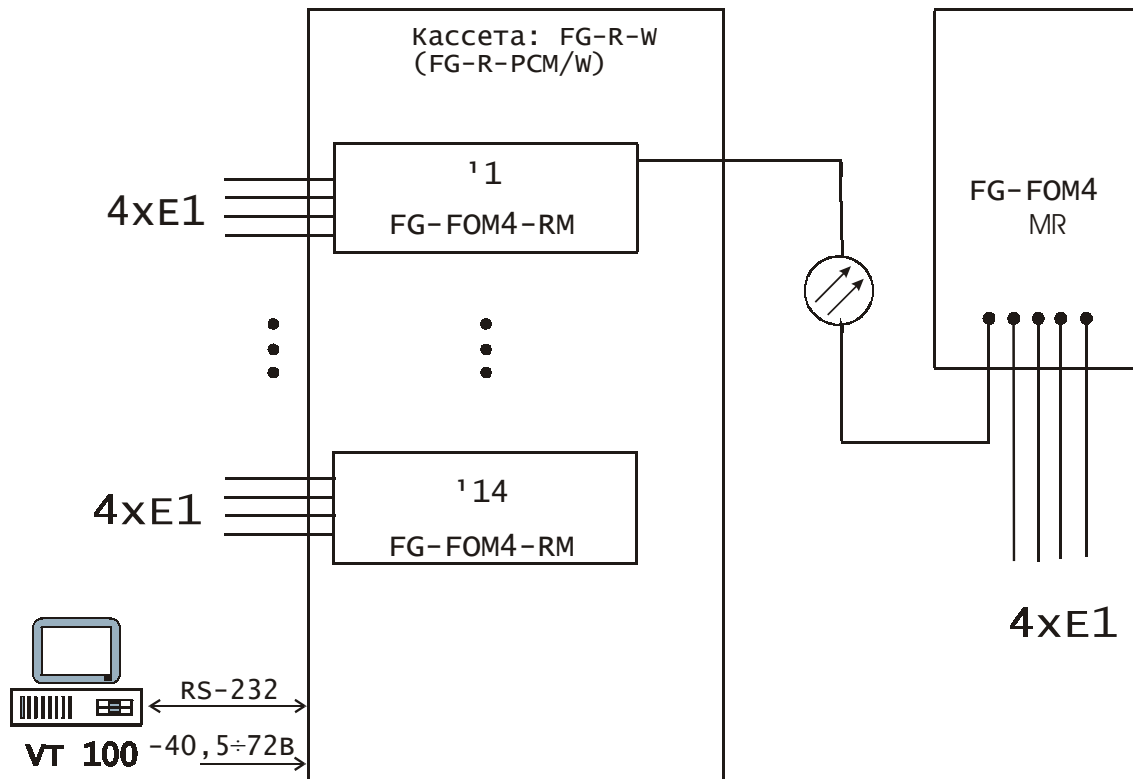 Кассета: FG-R-W
(FG-R-PCM/W)
'1
FG-FOM4-RM
4xE1
FG-FOM4
MR
'14
FG-FOM4-RM
4xE1
4xE1
RS-232
VT 100
-40,5÷72В